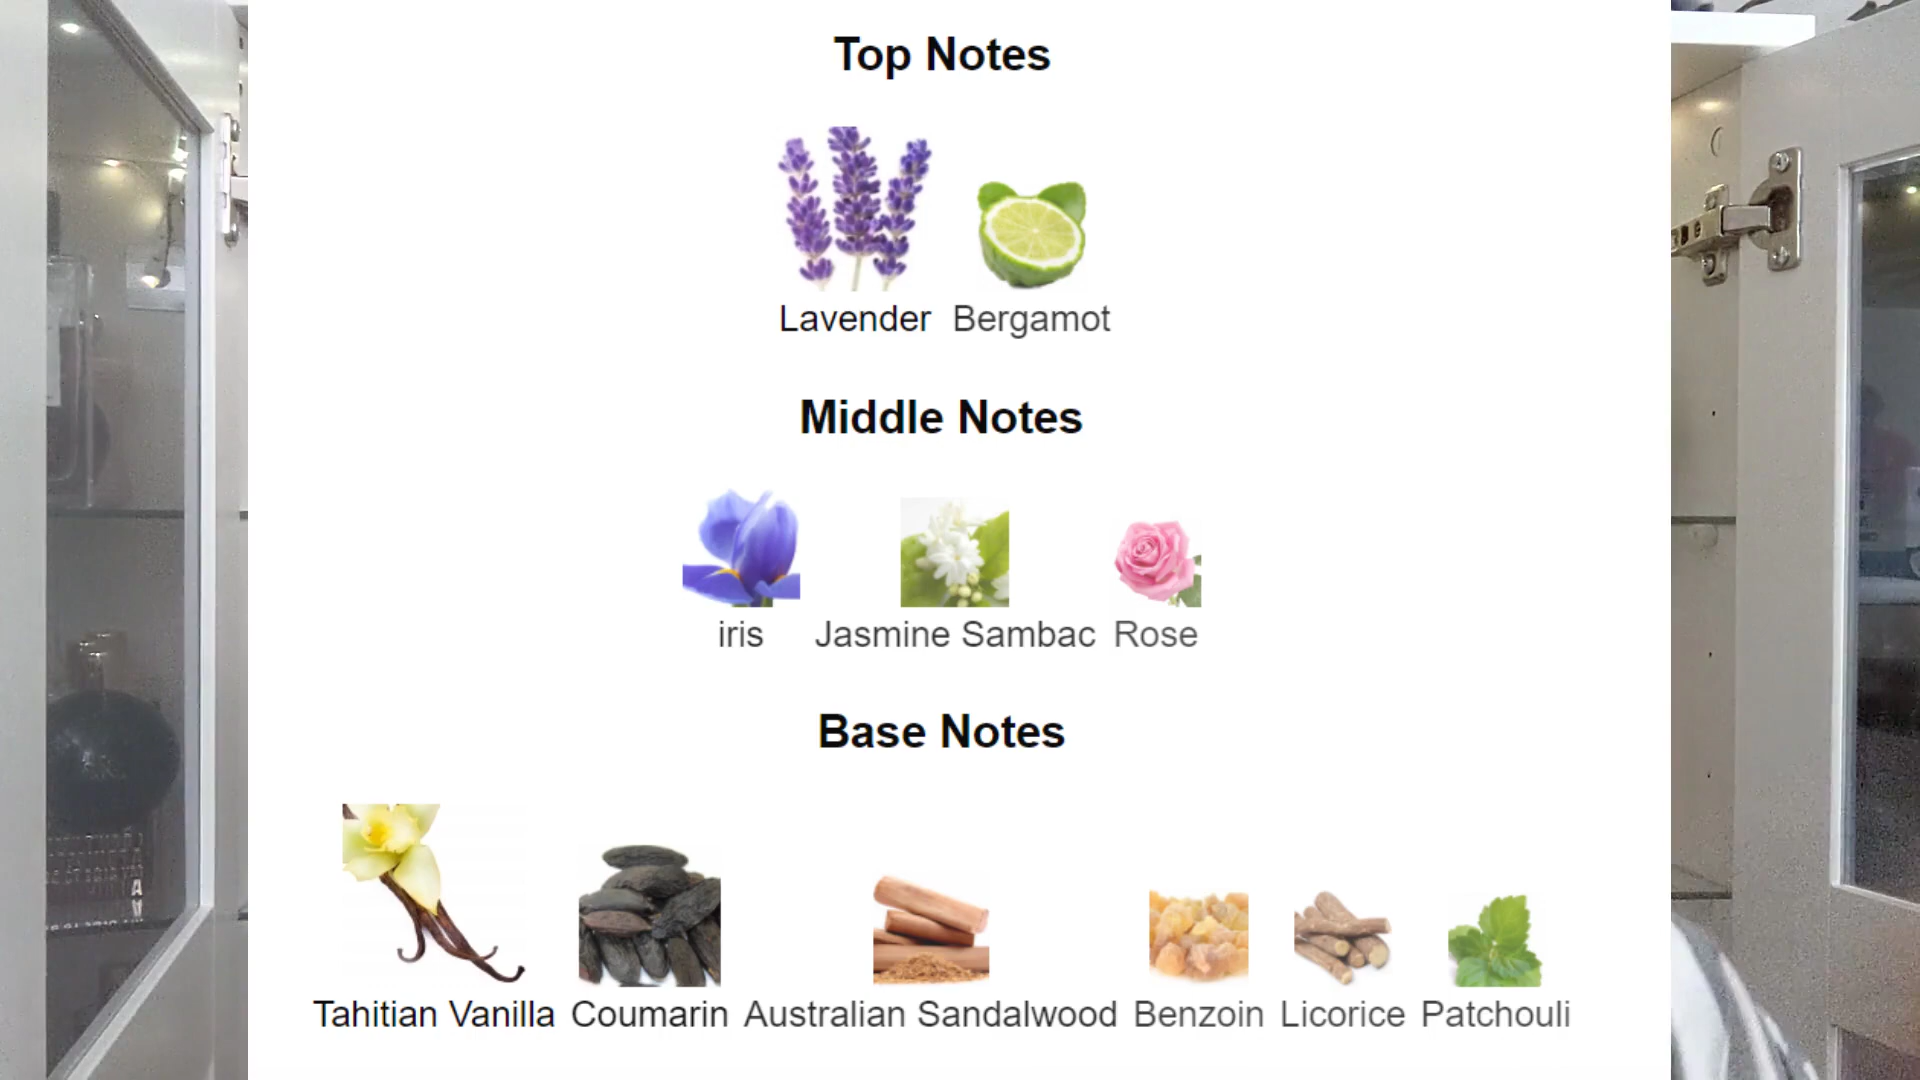 Top Notes
Lavender Bergamot
Middle Notes
iris Jasmine Sambac Rose
Base Notes
Tahitian Vanilla Coumarin Australian Sandalwood Benzoin Licorice Patchouli